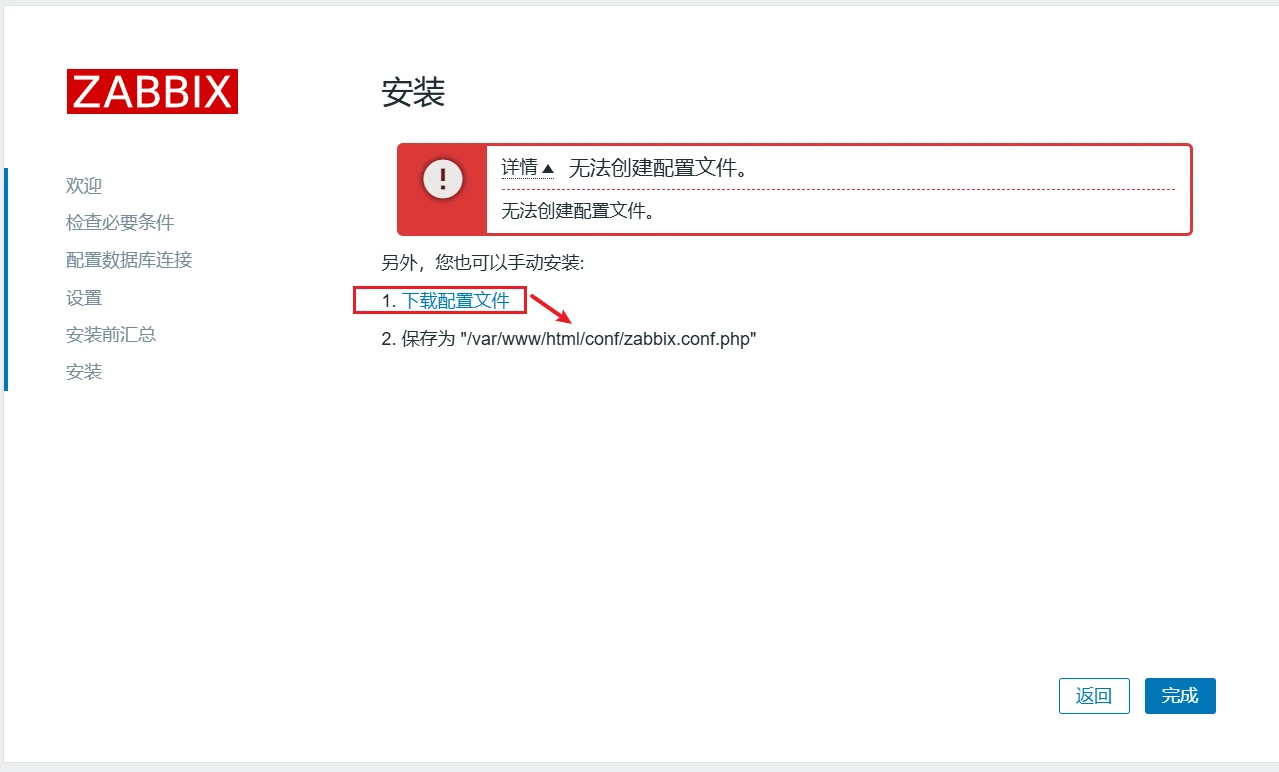 ZABBIX
安装
欢迎
检查必要条件
配置数据库连接
设置
安装前汇总
安装
详情 无法创建配置文件。
无法创建配置文件。
另外，您也可以手动安装:
1. 下载配置文件
2. 保存为 "/var/www/html/conf/zabbix.conf.php"
返回
完成